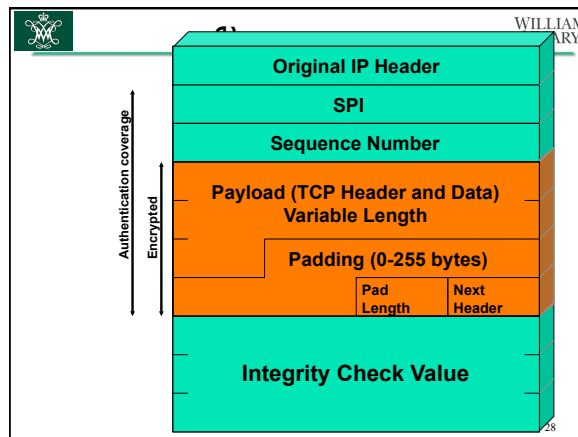 WILLIAM
Original IP Header
SPI
Sequence Number
Authentication coverage
Encrypted
Payload (TCP Header and Data)
Variable Length
Padding (0-255 bytes)
Pad
Length
Next
Header
Integrity Check Value
28